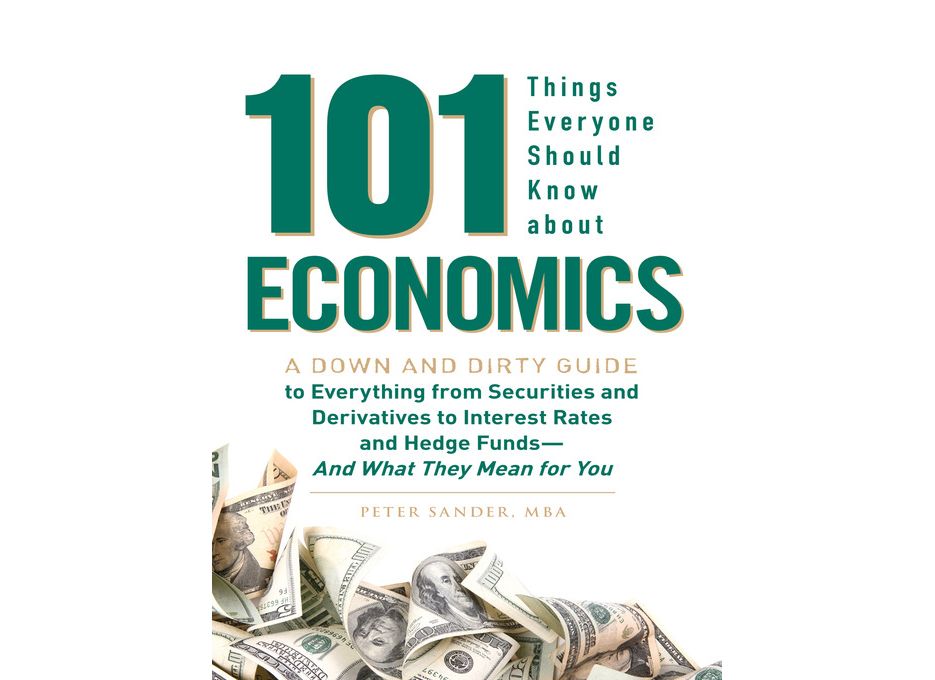 101
Things
Everyone
Should
Know
about
ECONOMICS
A DOWN AND DIRTY GUIDE
to Everything from Securities and
Derivatives to Interest Rates
and Hedge Funds—
And What They Mean for You
PETER SANDER, MBA